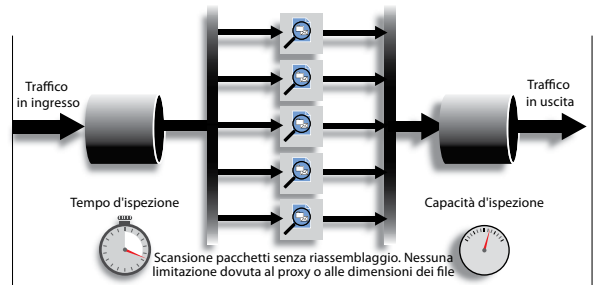 Traffico
in ingresso
Traffico
in uscita
Tempo d'ispezione
Capacità d'ispezione
Scansione pacchetti senza riassemblaggio. Nessuna
limitazione dovuta al proxy o alle dimensioni dei file